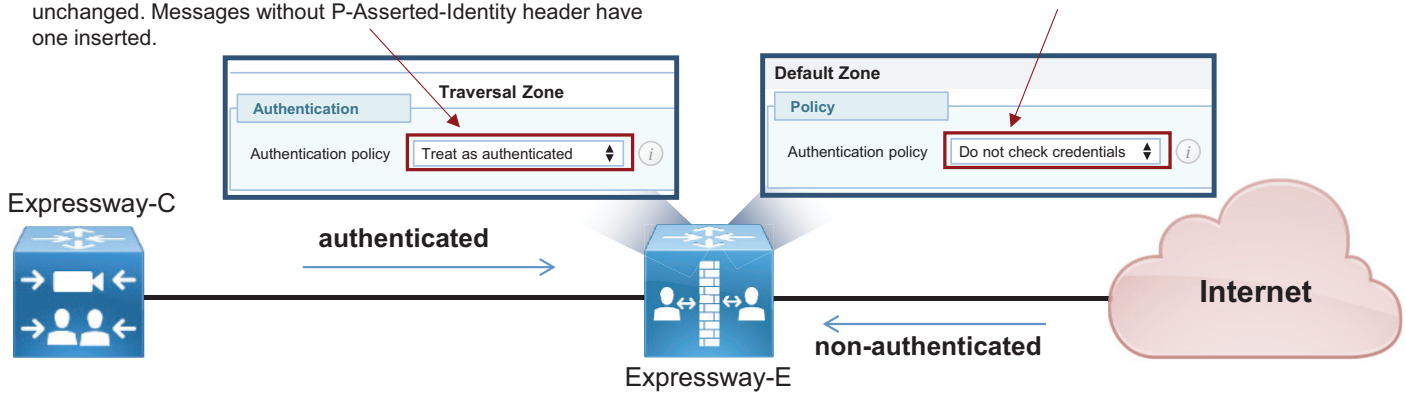 unchanged. Messages without P-Asserted-Identity header have
one inserted.
Traversal Zone
Authentication
Authentication policy
Treat as authenticated
i
Default Zone
Policy
Authentication policy
Do not check credentials
i
Expressway-C
authenticated
Internet
non-authenticated
Expressway-E